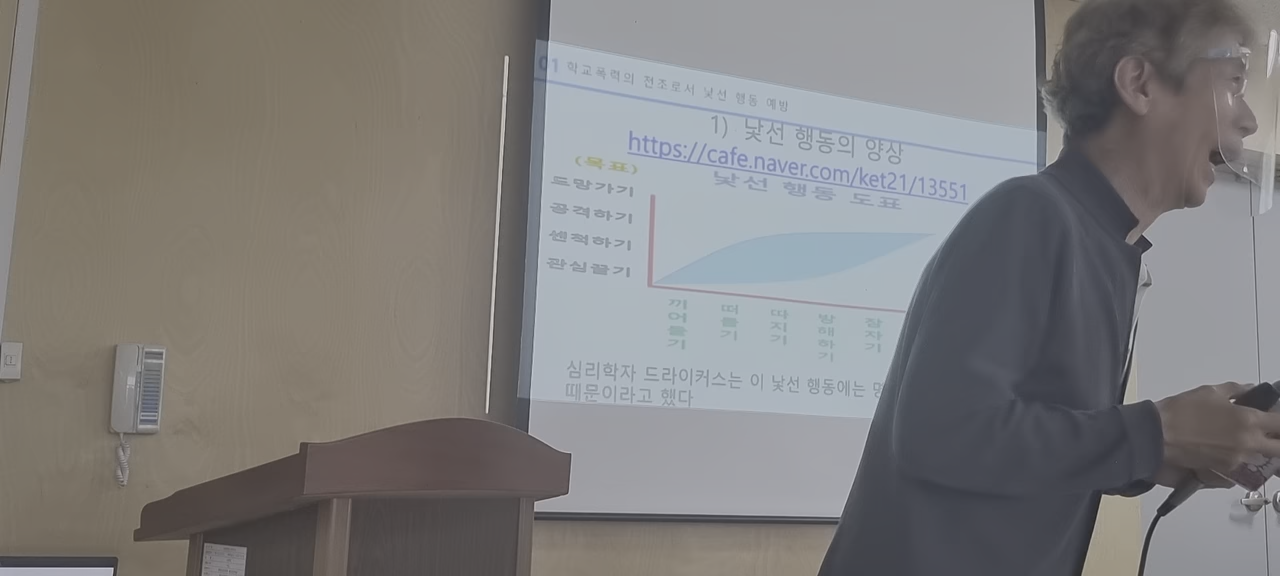 01 학교폭력의 전조로서 낯선 행동 예방
1) 낯선 행동의 양상
https://cafe.naver.com/ket21/13551
(목표)
낯선 행동 도표
드망가기
공격하기
센척하기
관심끌기
끼어들기
떠들기
따지기
방해하기
잠자기
심리학자 드라이커스는 이 낯선 행동에는
때문이라고 했다